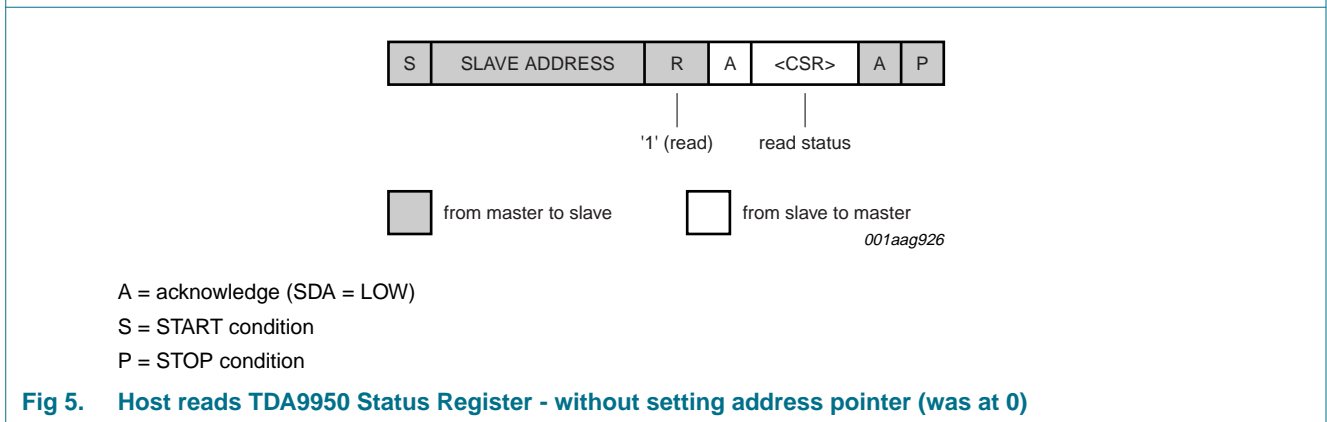 S SLAVE ADDRESS R A <CSR> A P
'1' (read) read status
from master to slave from slave to master
001aag926
A = acknowledge (SDA = LOW)
S = START condition
P = STOP condition
Fig 5. Host reads TDA9950 Status Register - without setting address pointer (was at 0)